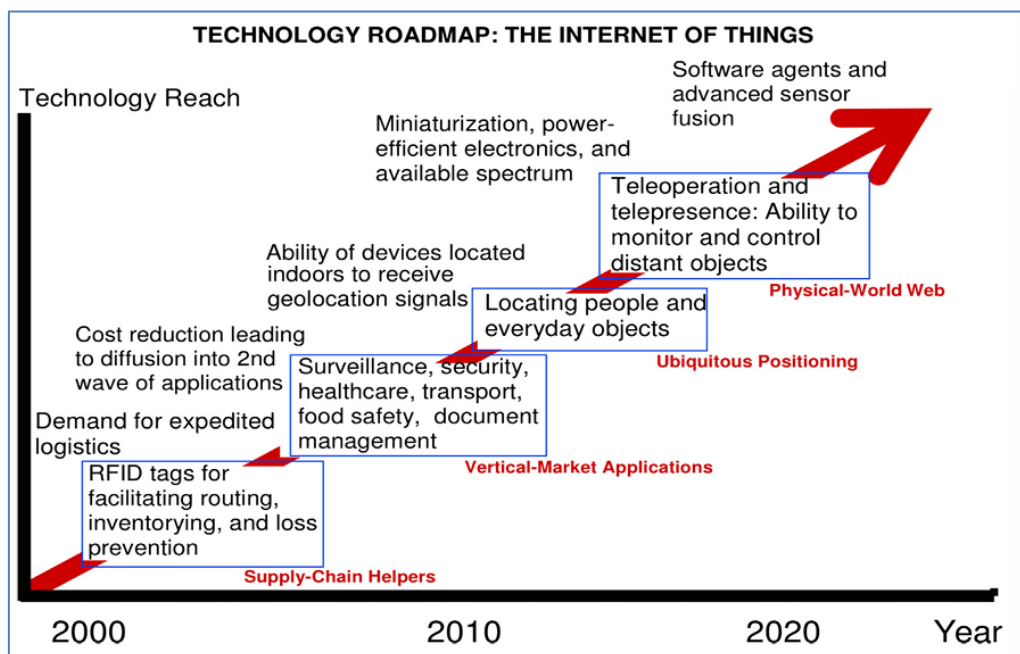 TECHNOLOGY ROADMAP: THE INTERNET OF THINGS
Technology Reach
Software agents and
advanced sensor
fusion
Miniaturization, power-
efficient electronics, and
available spectrum
Teleoperation and
telepresence: Ability to
monitor and control
distant objects
Physical-World Web
Ability of devices located
indoors to receive
geolocation signals
Locating people and
everyday objects
Ubiquitous Positioning
Cost reduction leading
to diffusion into 2nd
wave of applications
Surveillance, security,
healthcare, transport,
food safety, document
management
Vertical-Market Applications
Demand for expedited
logistics
RFID tags for
facilitating routing,
inventorying, and loss
prevention
Supply-Chain Helpers
2000
2010
2020
Year